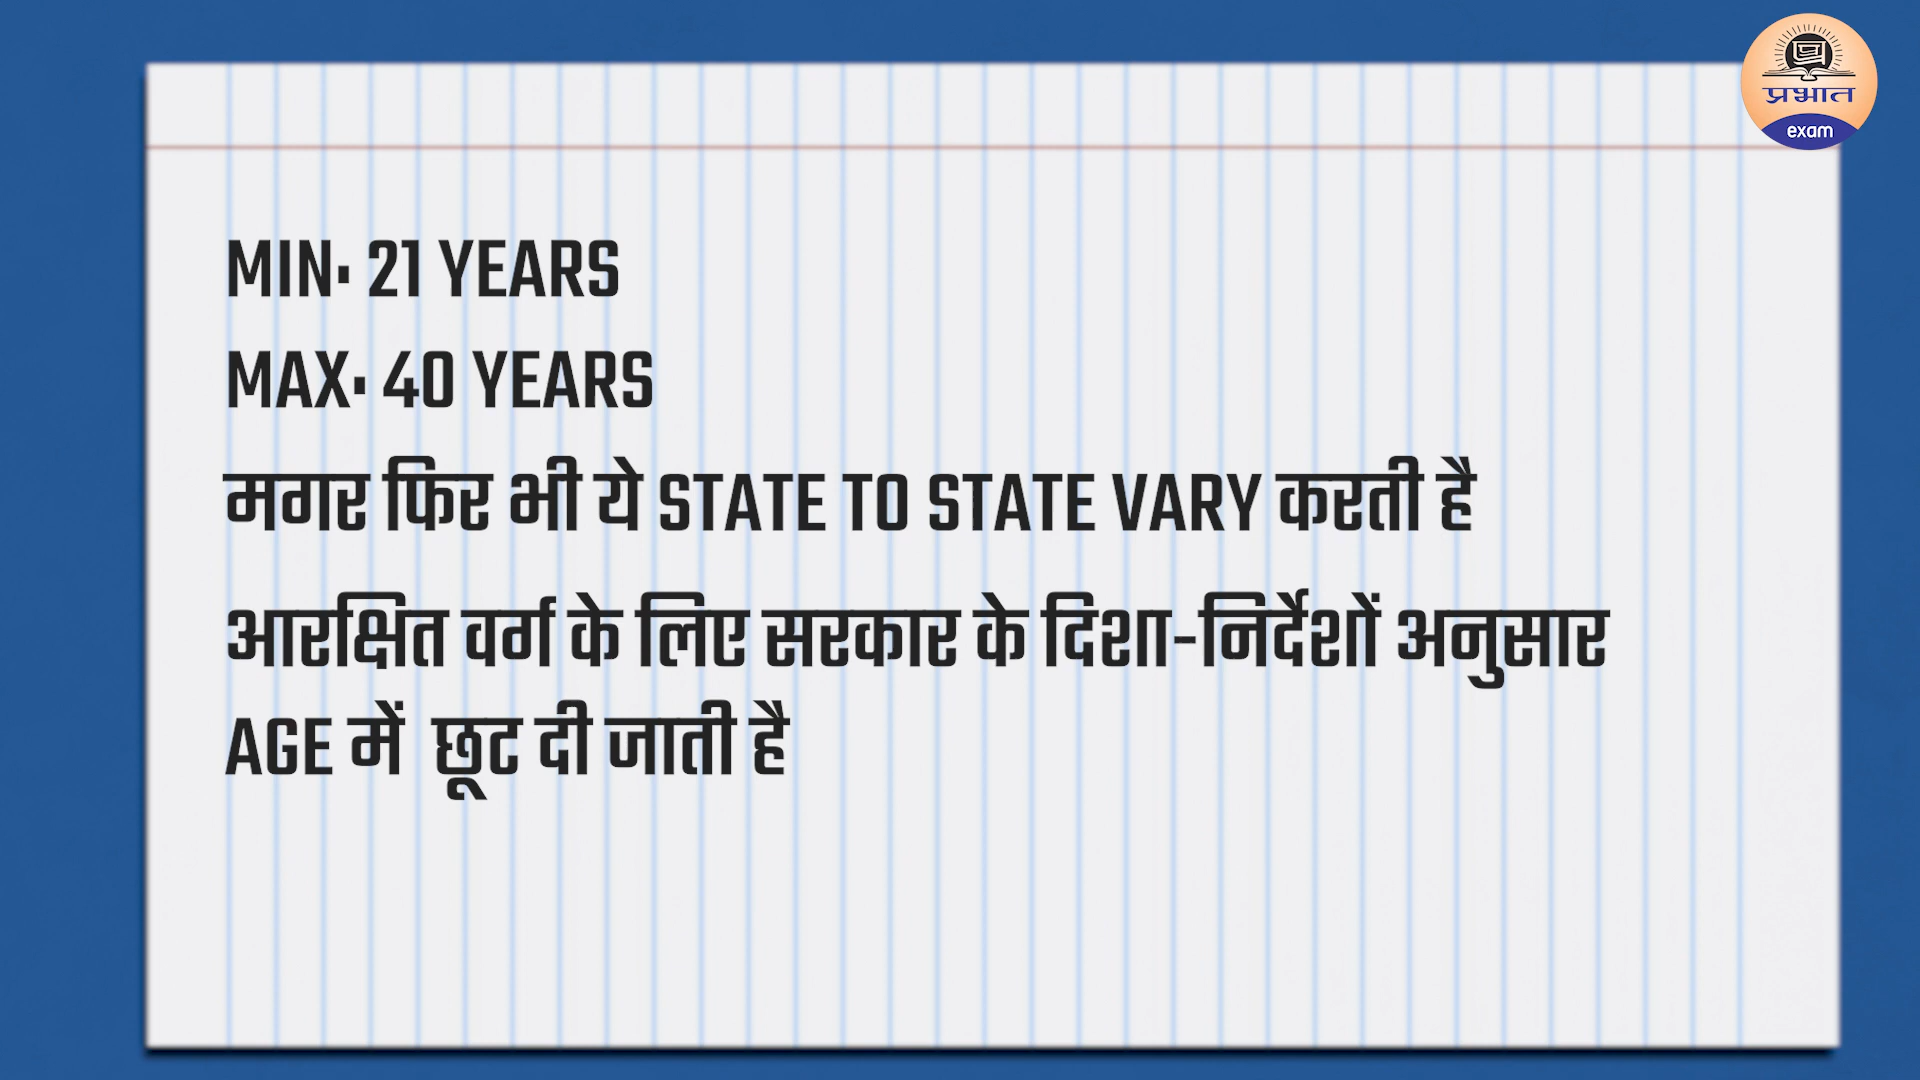 प्रभात
exam
MIN. 21 YEARS
MAX. 40 YEARS
मगर फिर भी ये STATE TO STATE VARY करती है
आरक्षित वर्ग के लिए सरकार के दिशा-निर्देशों अनुसार
AGE में छूट दी जाती है